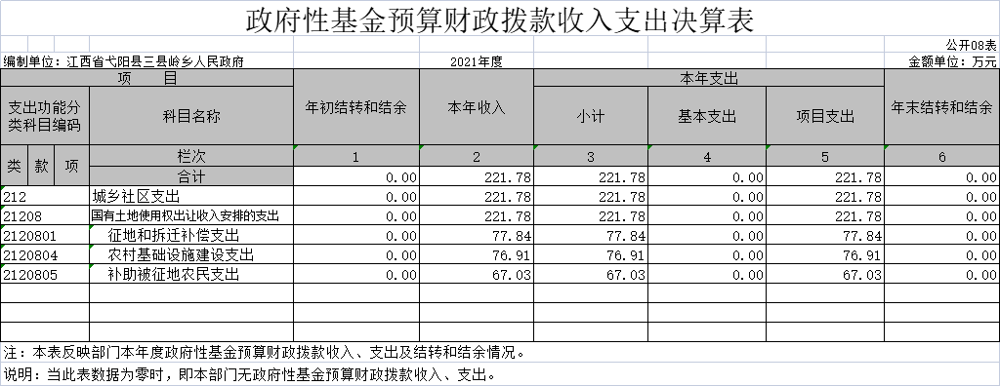 政府性基金预算财政拨款收入支出决算表
公开08表
编制单位：江西省弋阳县三县岭乡人民政府 2021年度 金额单位：万元
项 目 年初结转和结余 本年收入 本年支出 年末结转和结余
支出功能分类科目编码 科目名称 小计 基本支出 项目支出
类 款 项 栏次 1 2 3 4 5 6
合计 0.00 221.78 221.78 0.00 221.78 0.00
212 城乡社区支出 0.00 221.78 221.78 0.00 221.78 0.00
21208 国有土地使用权出让收入安排的支出 0.00 221.78 221.78 0.00 221.78 0.00
2120801 征地和拆迁补偿支出 0.00 77.84 77.84 0.00 77.84 0.00
2120804 农村基础设施建设支出 0.00 76.91 76.91 0.00 76.91 0.00
2120805 补助被征地农民支出 0.00 67.03 67.03 0.00 67.03 0.00
注：本表反映部门本年度政府性基金预算财政拨款收入、支出及结转和结余情况。
说明：当此表数据为零时，即本部门无政府性基金预算财政拨款收入、支出。